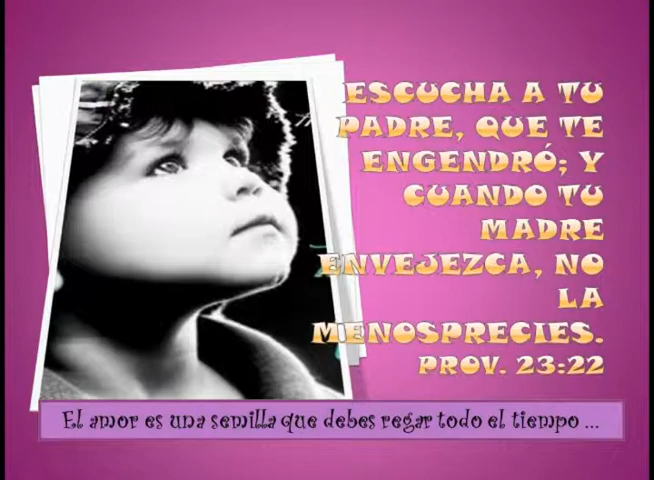 ESCUCHA A TU
PADRE, QUE TE
ENGENDRÓ; Y
CUANDO TU
MADRE
ENVEJEZCA, NO
LA
MENOSPRECIES.
PROV. 23:22
El amor es una semilla que debes regar todo el tiempo ...